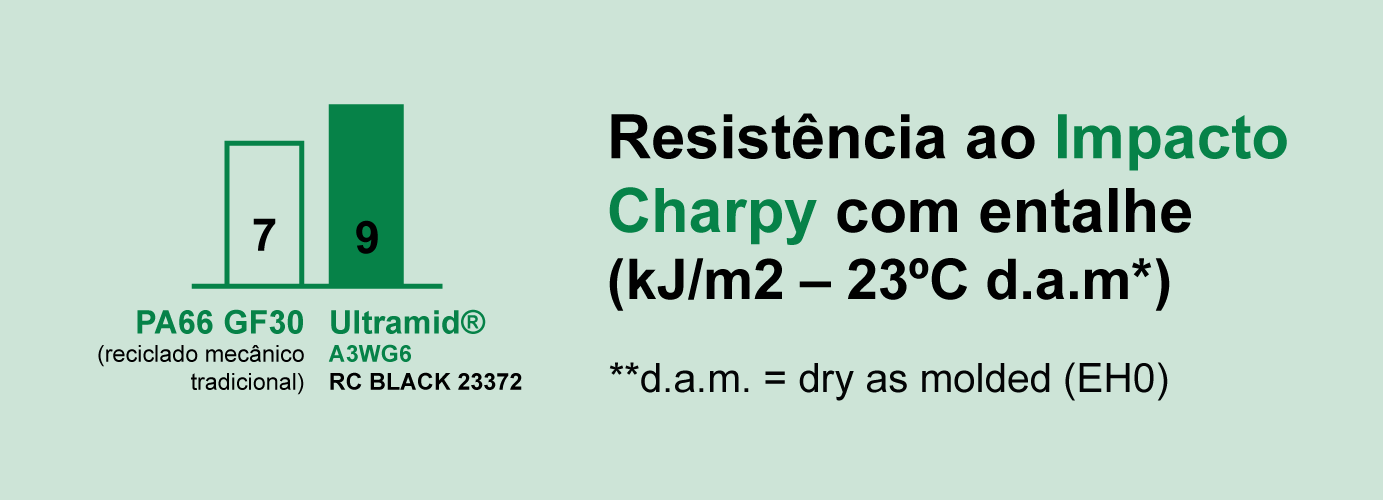 7
9
PA66 GF30
(reciclado mecânico
tradicional)
Ultramid®
A3WG6
RC BLACK 23372
Resistência ao Impacto
Charpy com entalhe
(kJ/m2 – 23ºC d.a.m*)
**d.a.m. = dry as molded (EH0)